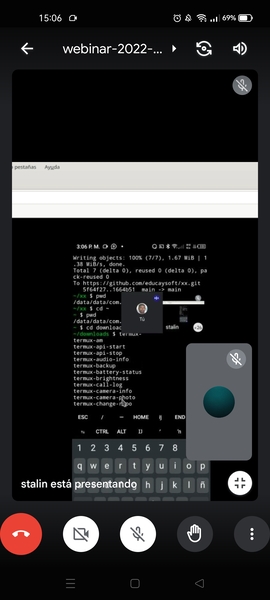 15:06
69%
webinar-2022-...
pestañas Ayuda
3:06 P.M.
Writing objects: 100% (7/7), 1.67 MiB | 1
.38 MiB/s, done.
Total 7 (delta 0), reused 0 (delta 0), pa
ck-reused 0
To https://github.com/educaysoft/xx.git
5f64f27..1664b51 main -> main
~/xx $ pwd
/data/data/com.
~/xx $ cd ~
~ $ pwd
/data/data/com.
~ $ cd download
~/downloads $ termux-
termux-am
termux-api-start
termux-api-stop
termux-audio-info
termux-backup
termux-battery-status
termux-brightness
termux-call-log
termux-camera-info
termux-camera-photo
termux-change-repo
Tú
stalin
ESC / — HOME ↑ END
CTRL ALT
1 2 3 4 5 6 7 8 9 0
q w e r t y u i o p
stalin está presentando